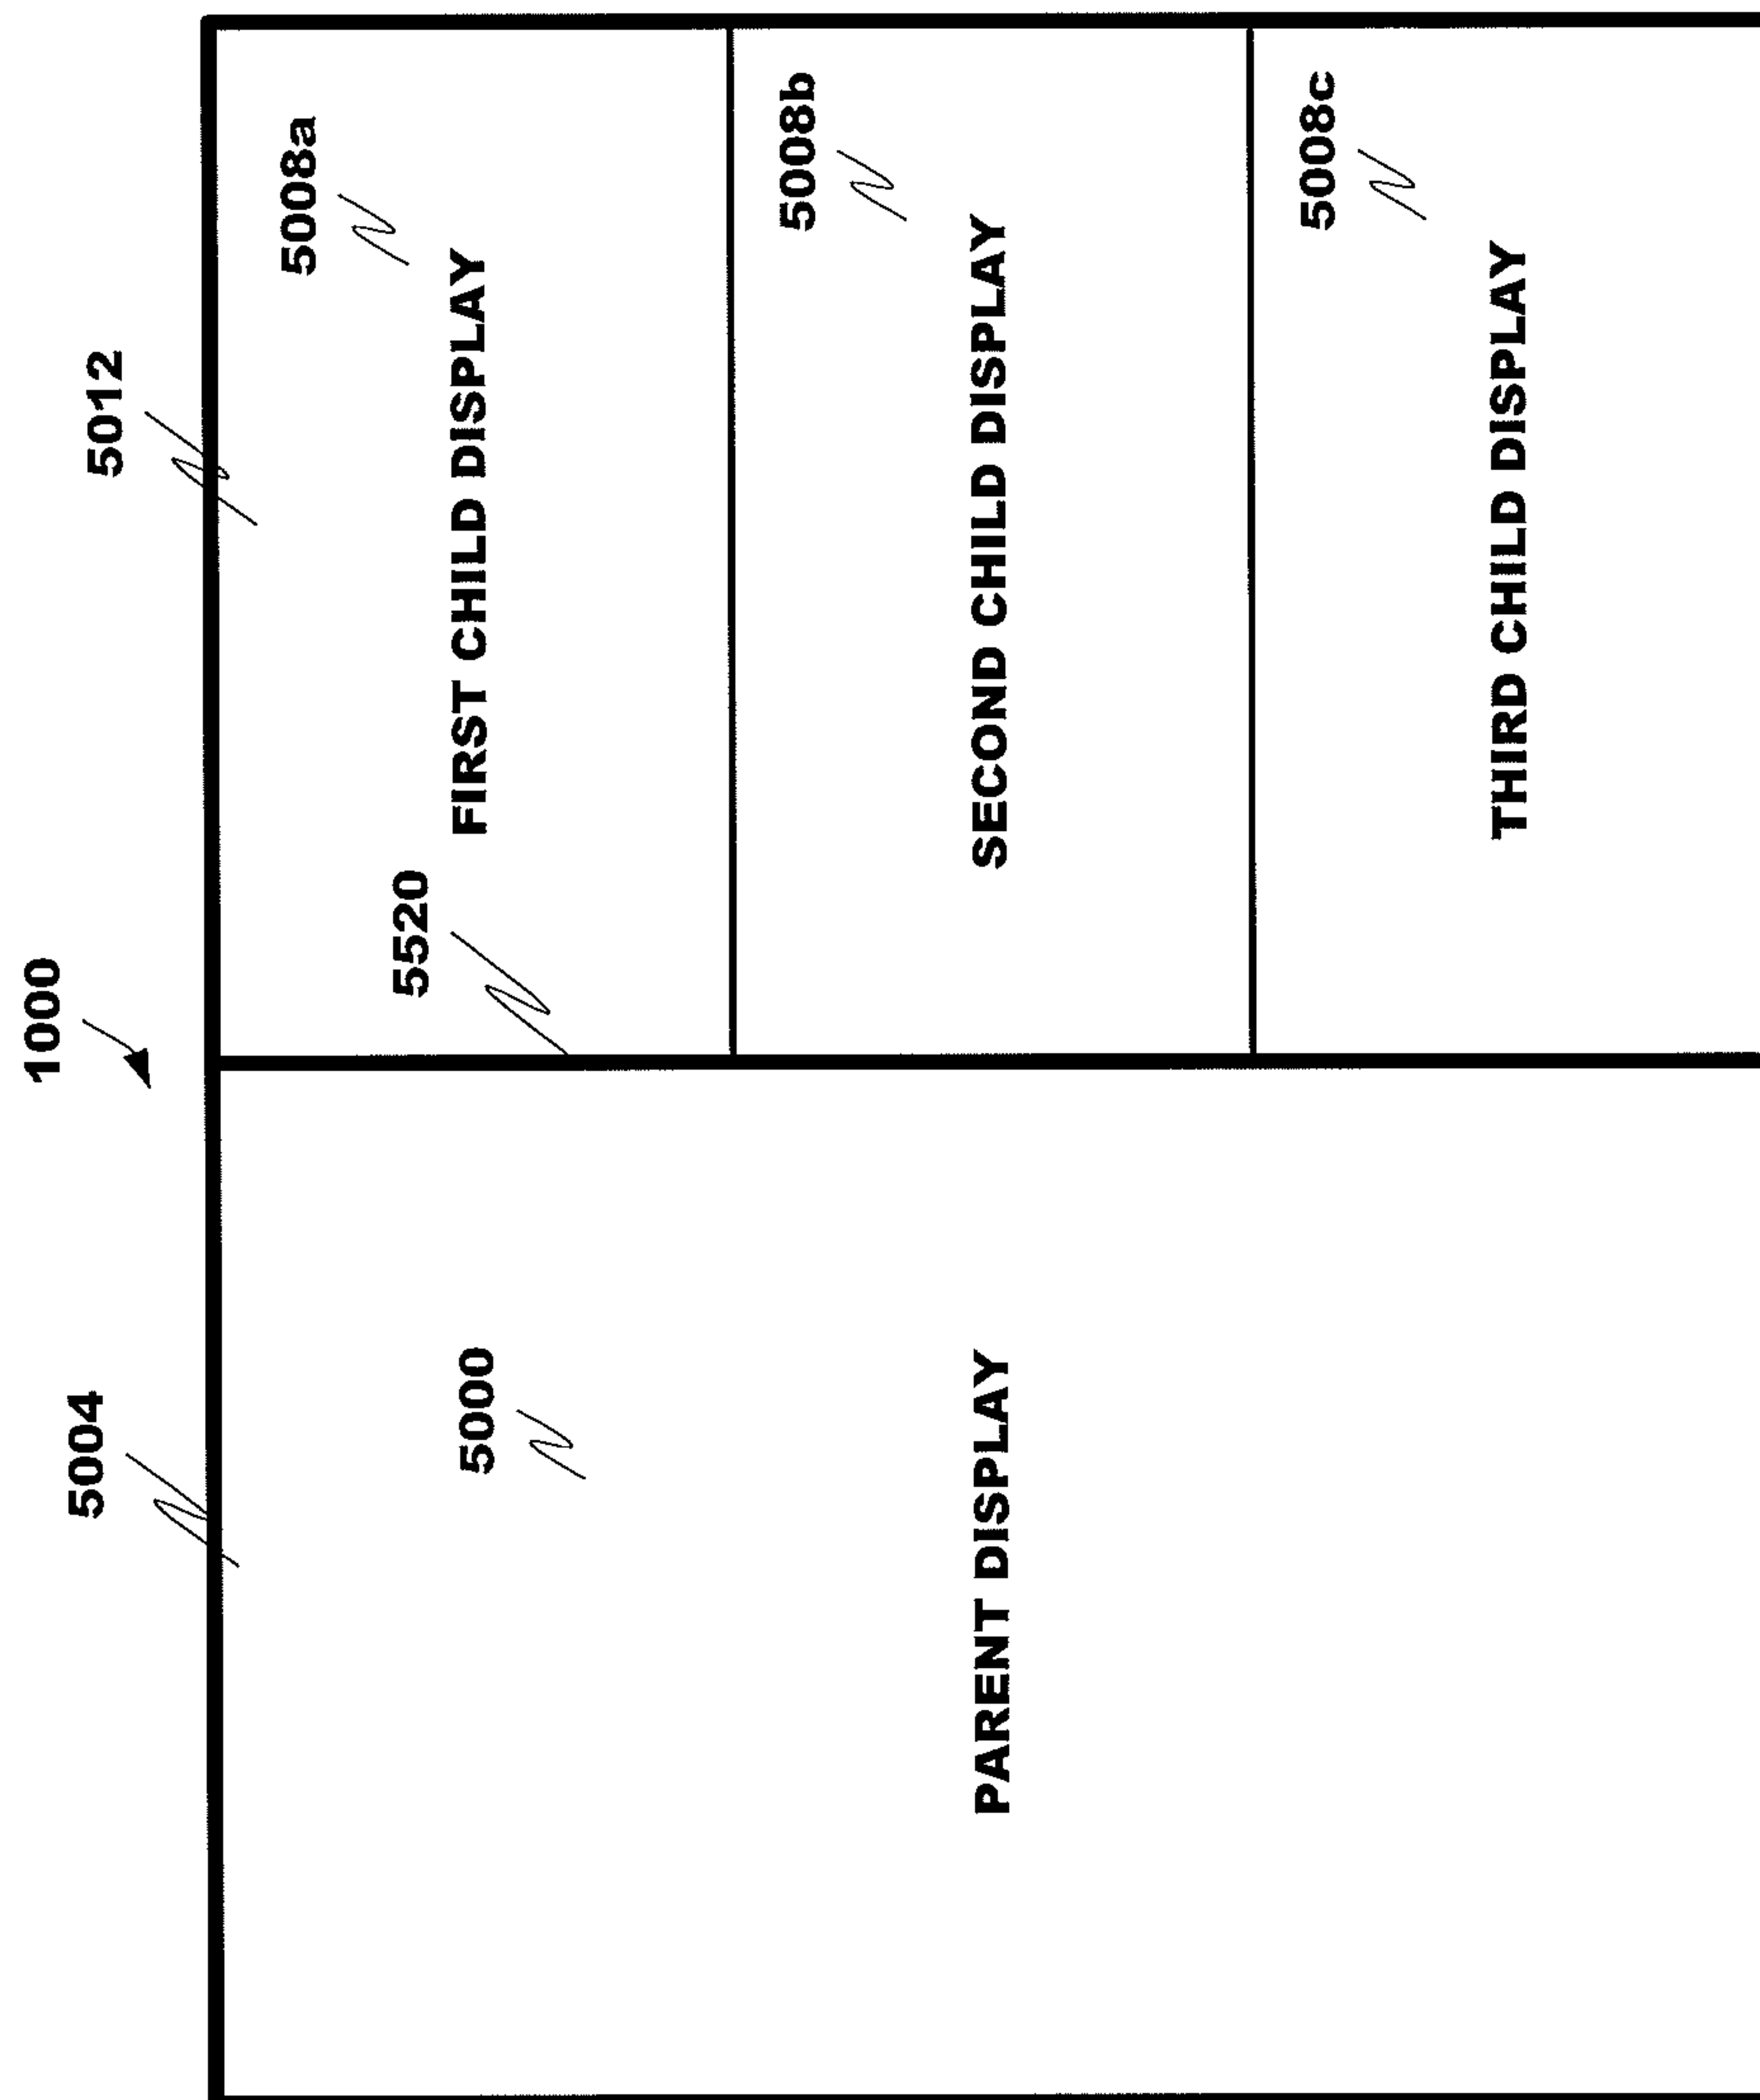 1000
5004
5012
5000
PARENT DISPLAY
5520
5008a
FIRST CHILD DISPLAY
5008b
SECOND CHILD DISPLAY
5008c
THIRD CHILD DISPLAY